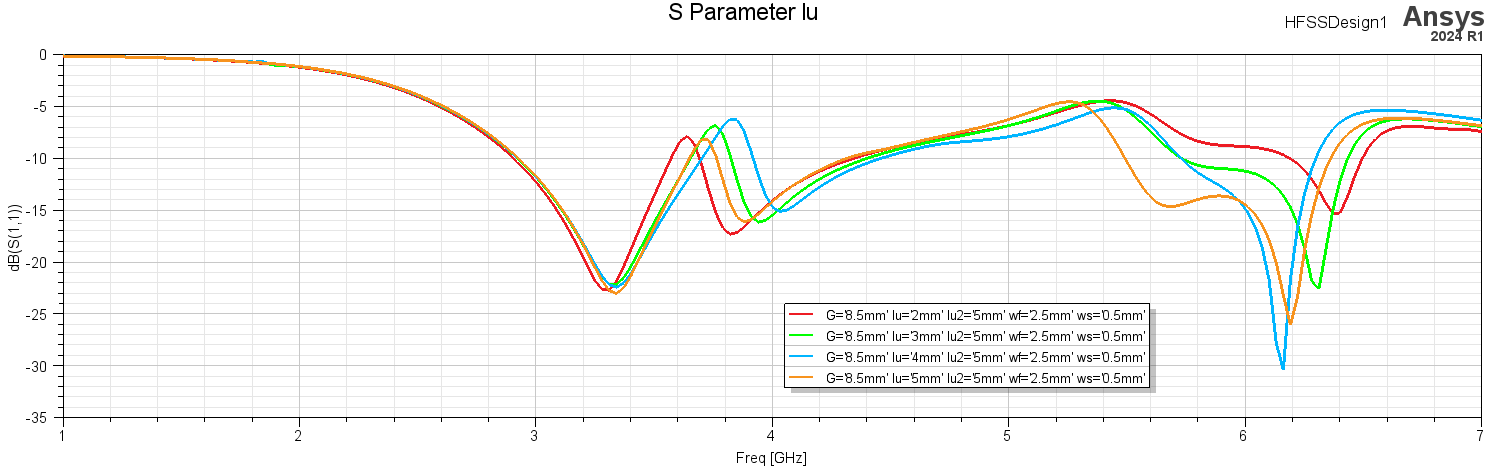 S Parameter lu
HFSSDesign1
Ansys
2024 R1
0
-5
-10
-15
-20
-25
-30
-35
dB(S(1,1))
G='8.5mm' lu='2mm' lu2='5mm' wf='2.5mm' ws='0.5mm'
G='8.5mm' lu='3mm' lu2='5mm' wf='2.5mm' ws='0.5mm'
G='8.5mm' lu='4mm' lu2='5mm' wf='2.5mm' ws='0.5mm'
G='8.5mm' lu='5mm' lu2='5mm' wf='2.5mm' ws='0.5mm'
1 2 3 4 5 6 7
Freq [GHz]